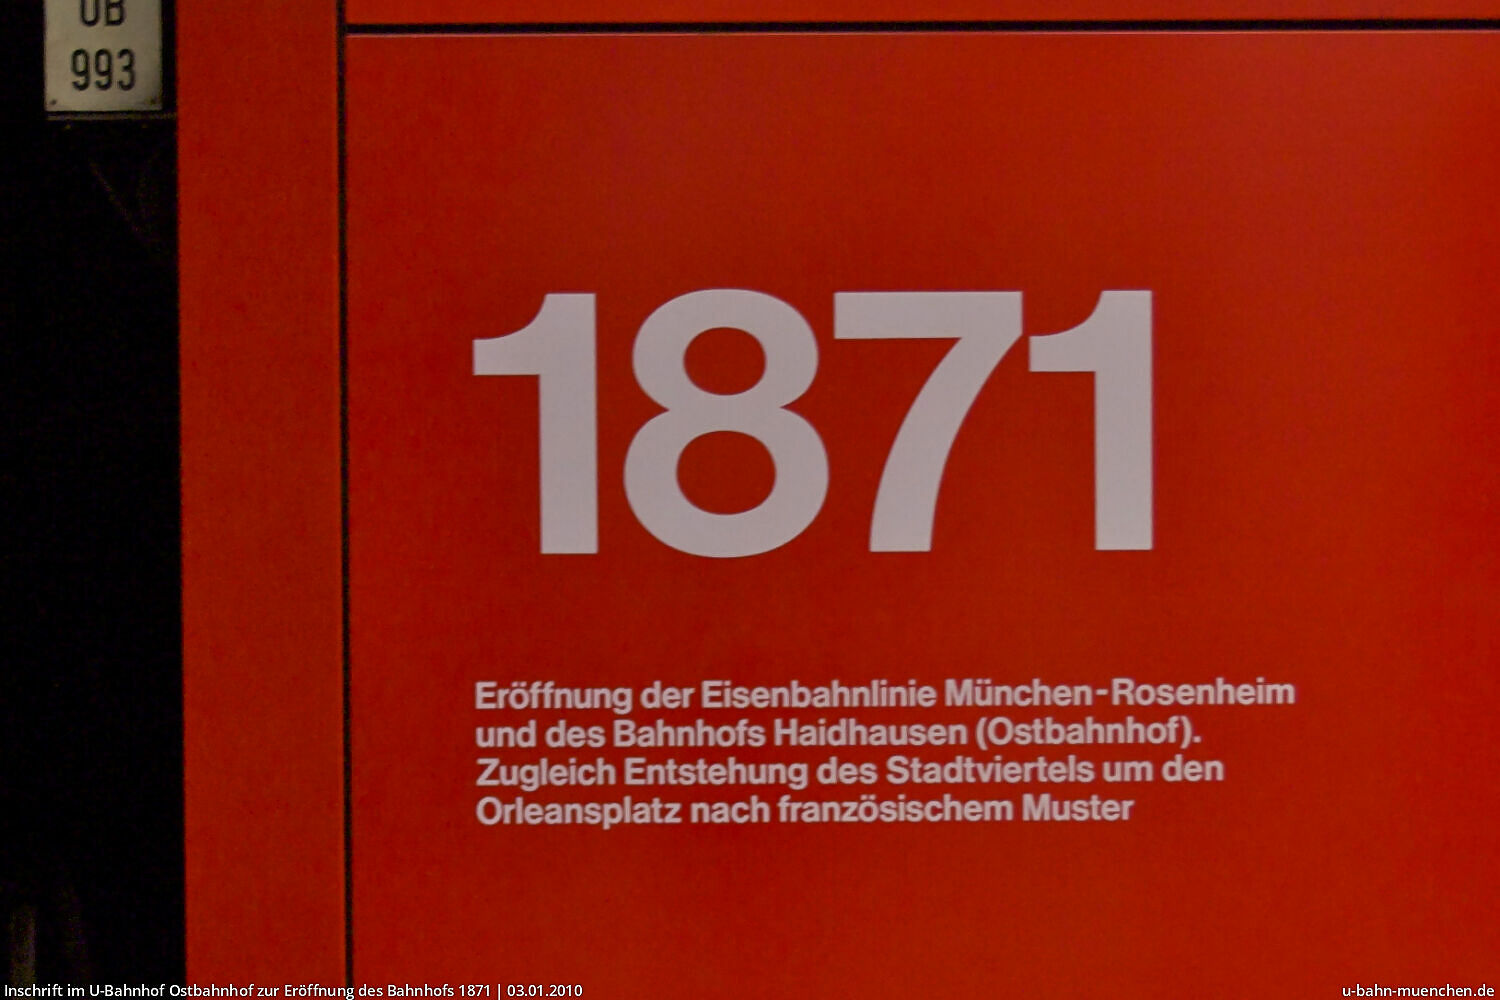 OB
993
1871
Eröffnung der Eisenbahnlinie München-Rosenheim
und des Bahnhofs Haidhausen (Ostbahnhof).
Zugleich Entstehung des Stadtviertels um den
Orleansplatz nach französischem Muster
Inschrift im U-Bahnhof Ostbahnhof zur Eröffnung des Bahnhofs 1871 | 03.01.2010
u-bahn-muenchen.de